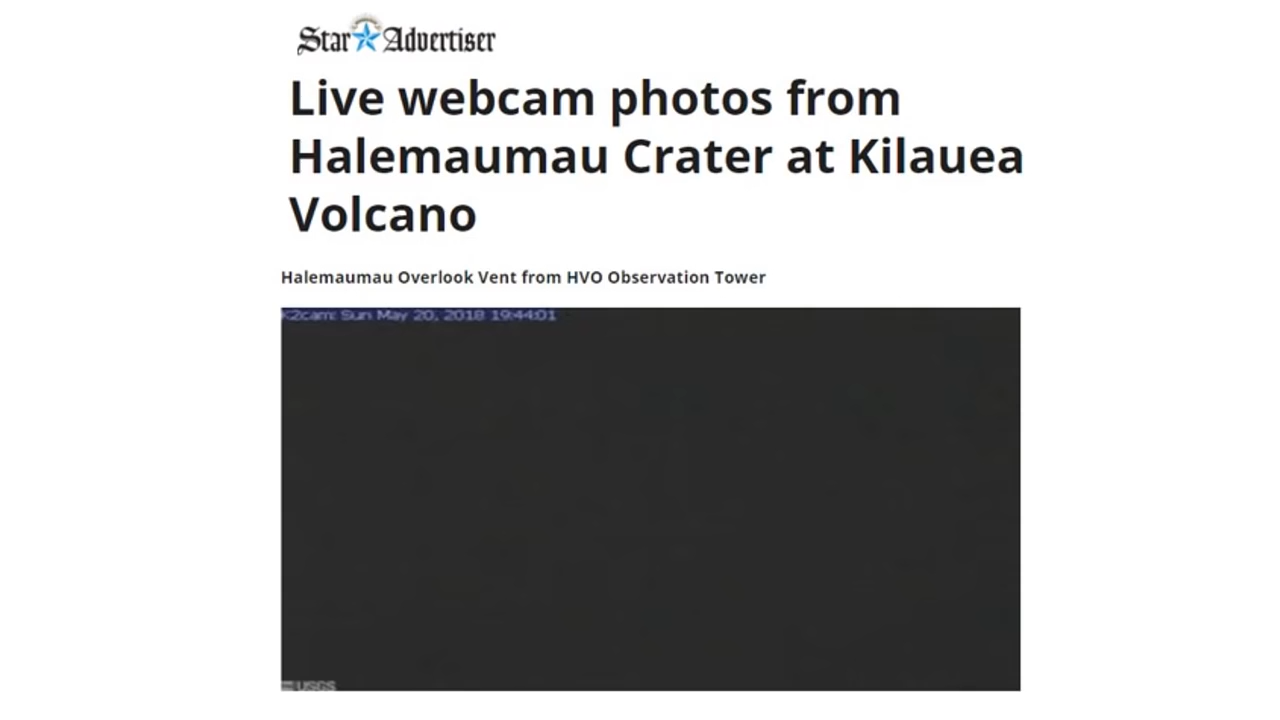 Star Advertiser
Live webcam photos from
Halemaumau Crater at Kilauea
Volcano
Halemaumau Overlook Vent from HVO Observation Tower
K2cam: Sun May 20, 2018 19:44:01
USGS